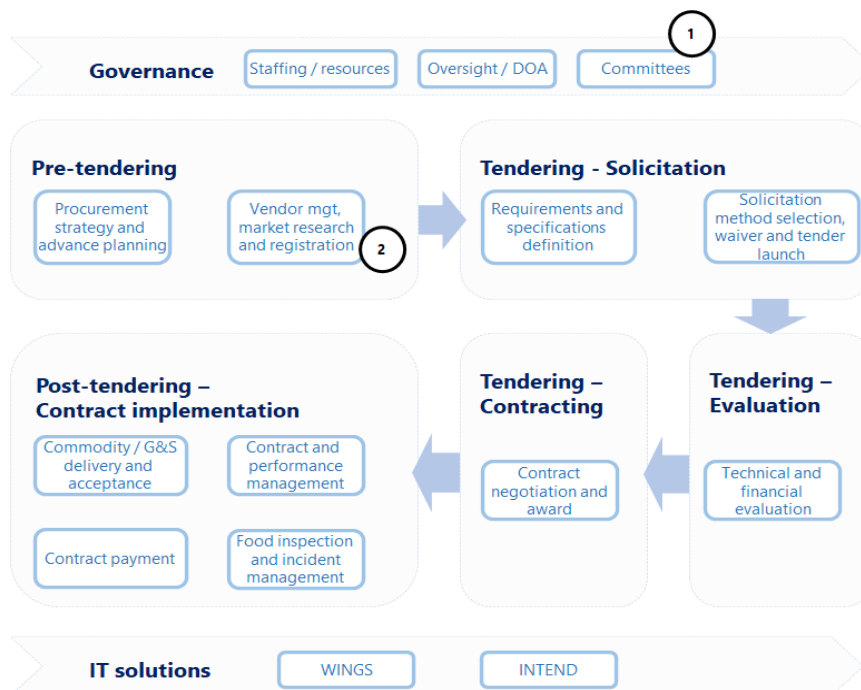 1
Governance
Staffing / resources
Oversight / DOA
Committees
Pre-tendering
Procurement
strategy and
advance planning
Vendor mgt,
market research
and registration
2
Tendering - Solicitation
Requirements and
specifications
definition
Solicitation
method selection,
waiver and tender
launch
Tendering –
Evaluation
Technical and
financial
evaluation
Tendering –
Contracting
Contract
negotiation and
award
Post-tendering –
Contract implementation
Commodity / G&S
delivery and
acceptance
Contract and
performance
management
Contract payment
Food inspection
and incident
management
IT solutions
WINGS
INTEND